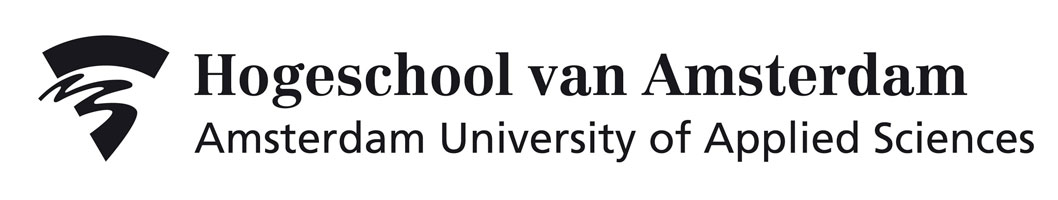 Hogeschool van Amsterdam
Amsterdam University of Applied Sciences